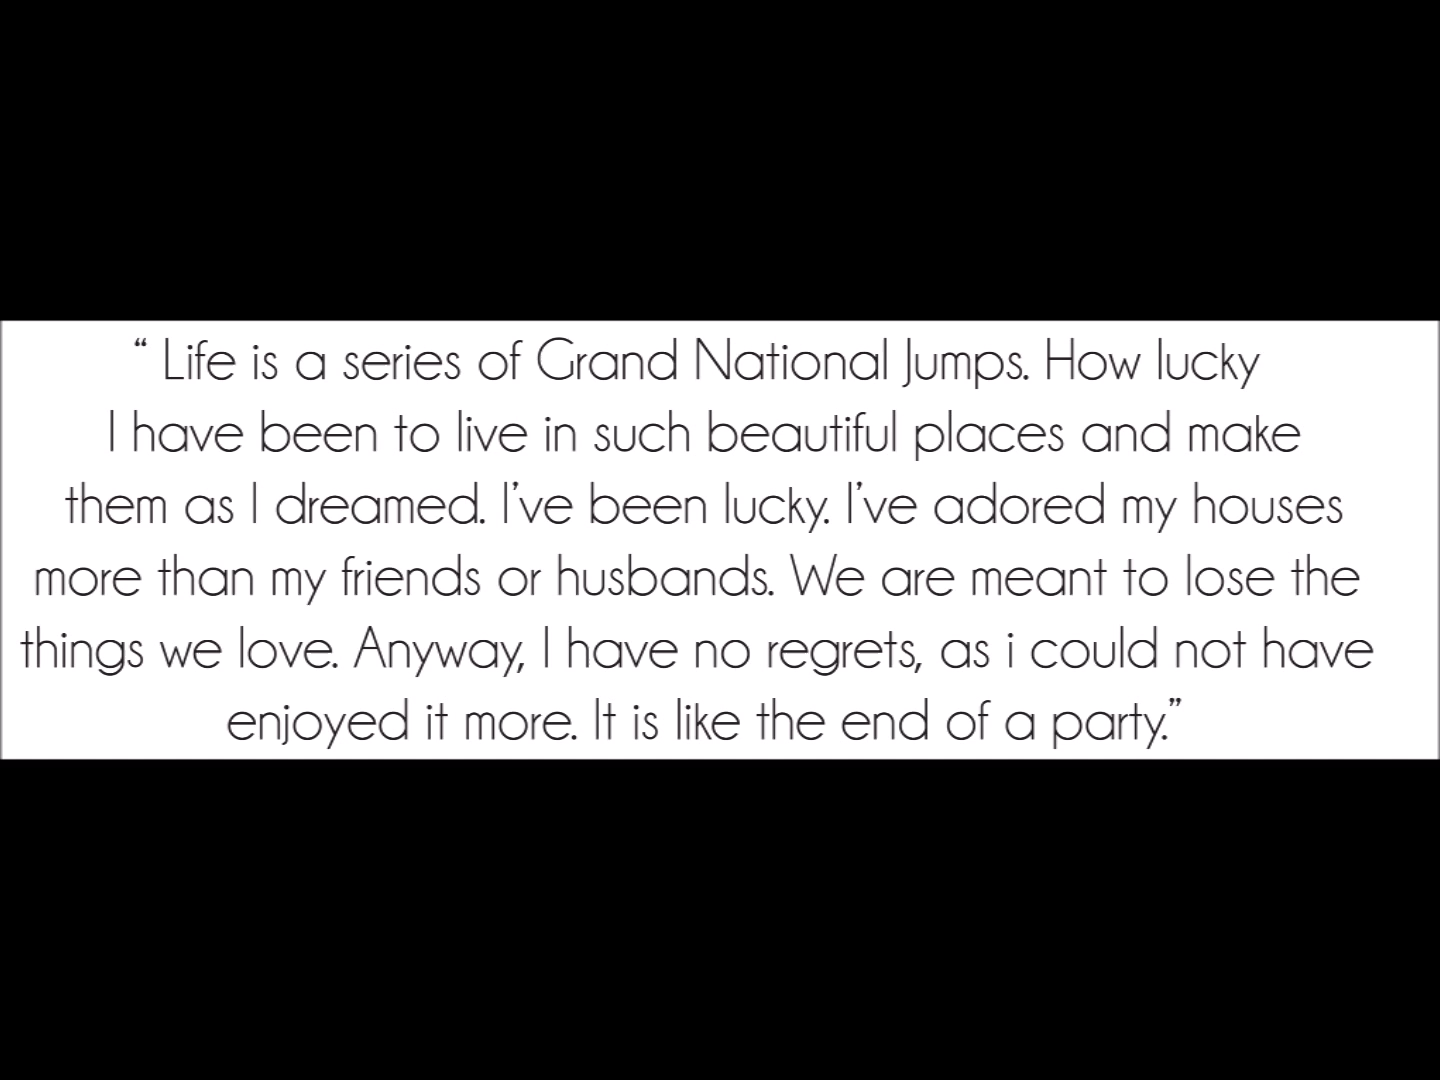 “ Life is a series of Grand National Jumps. How lucky
I have been to live in such beautiful places and make
them as I dreamed. I’ve been lucky. I’ve adored my houses
more than my friends or husbands. We are meant to lose the
things we love. Anyway, I have no regrets, as i could not have
enjoyed it more. It is like the end of a party.”